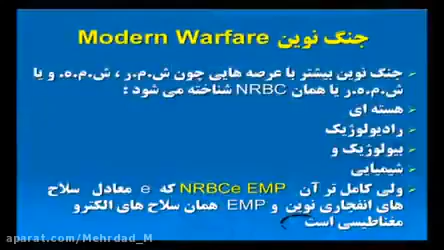 جنگ نوین Modern Warfare
جنگ نوین بیشتر با عرصه هایی چون ش.م.ر ، ش.م.ه. و یا
ش.م.ه.ر یا همان NRBC شناخته می شود :
هسته ای
رادیولوژیک
بیولوژیک و
شیمیایی
ولی کامل تر آن NRBCe EMP که e معادل سلاح
های انفجاری نوین و EMP همان سلاح های الکترو
مغناطیسی است
aparat.com/Mehrdad_M